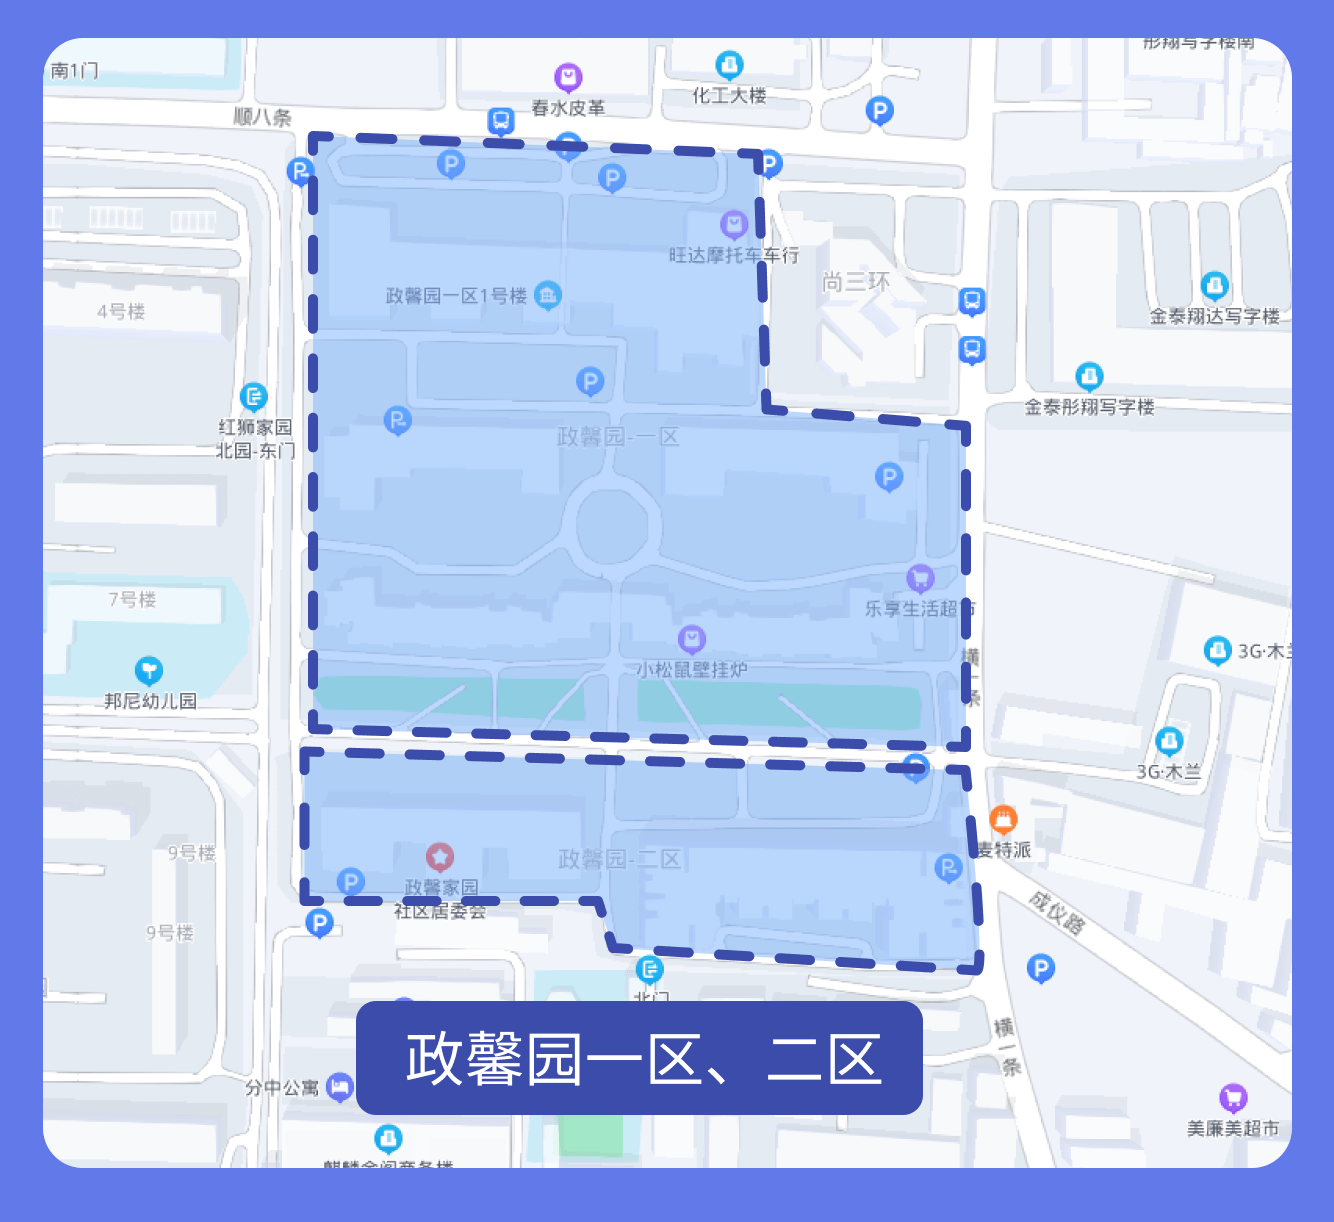 彤翔写字楼南
南1门
春水皮革
化工大楼
顺八条
旺达摩托车车行
尚三环
政馨园一区1号楼
4号楼
金泰翔达写字楼
金泰彤翔写字楼
红狮家园
北园-东门
政馨园-一区
7号楼
乐享生活超市
小松鼠壁挂炉
横一条
3G·木兰
邦尼幼儿园
3G·木兰
麦特派
9号楼
政馨园-二区
政馨家园
社区居委会
成仪路
9号楼
北门
横一条
政馨园一区、二区
分中公寓
美廉美超市
麒麟金阁商务楼